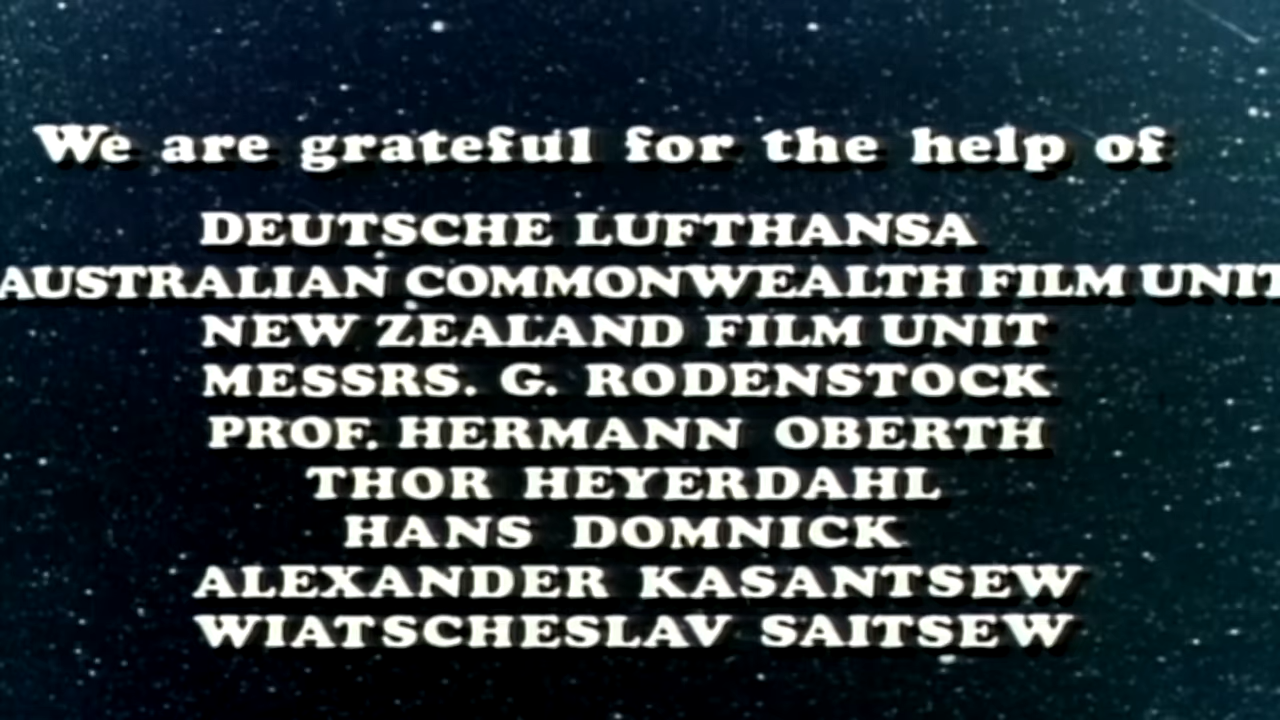 We are grateful for the help of
DEUTSCHE LUFTHANSA
AUSTRALIAN COMMONWEALTH FILM UNIT
NEW ZEALAND FILM UNIT
MESSRS. G. RODENSTOCK
PROF. HERMANN OBERTH
THOR HEYERDAHL
HANS DOMNICK
ALEXANDER KASANTSEW
WIATSCHESLAV SAITSEW